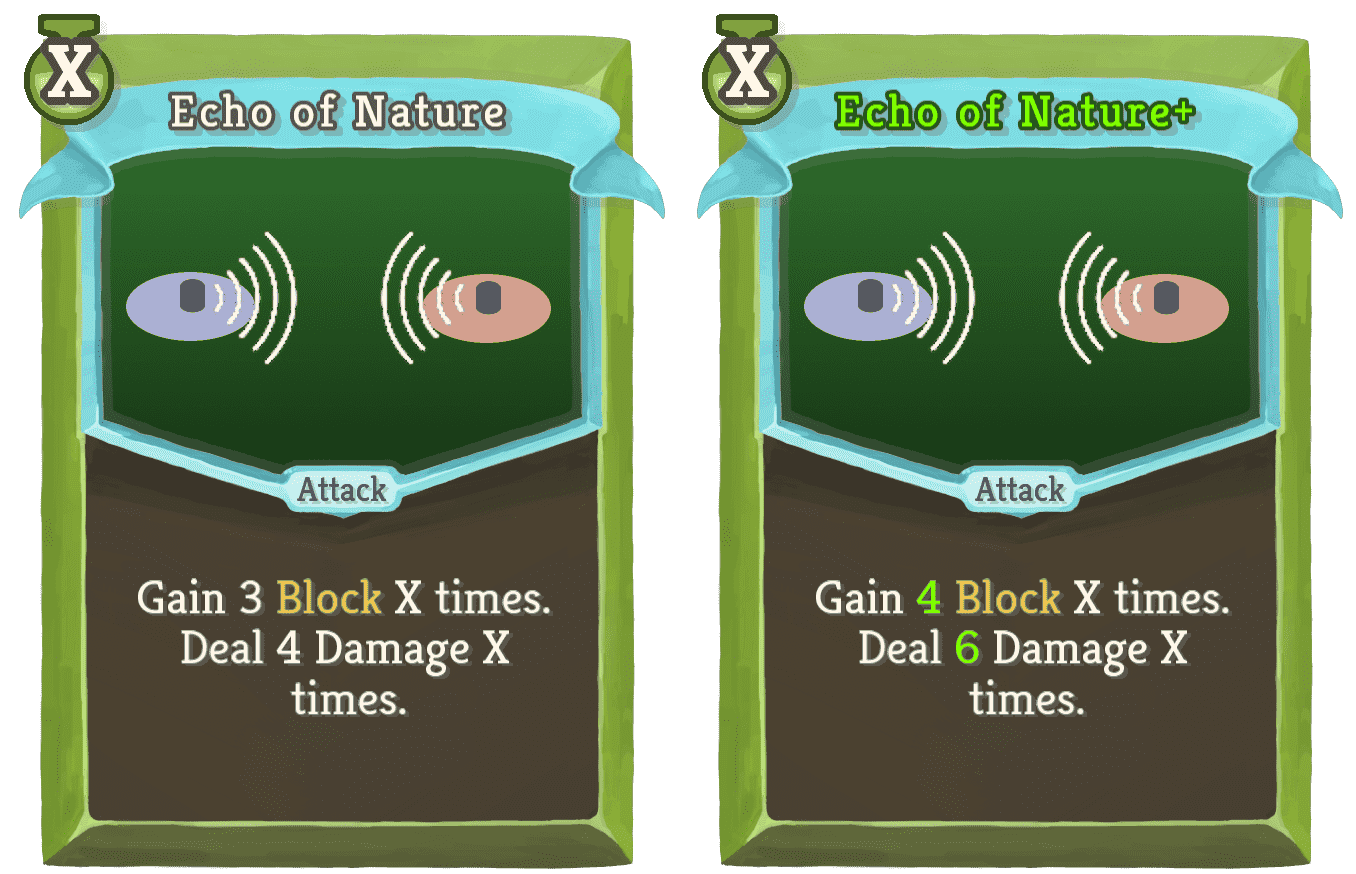 X
Echo of Nature
Attack
Gain 3 Block X times.
Deal 4 Damage X
times.
X
Echo of Nature+
Attack
Gain 4 Block X times.
Deal 6 Damage X
times.